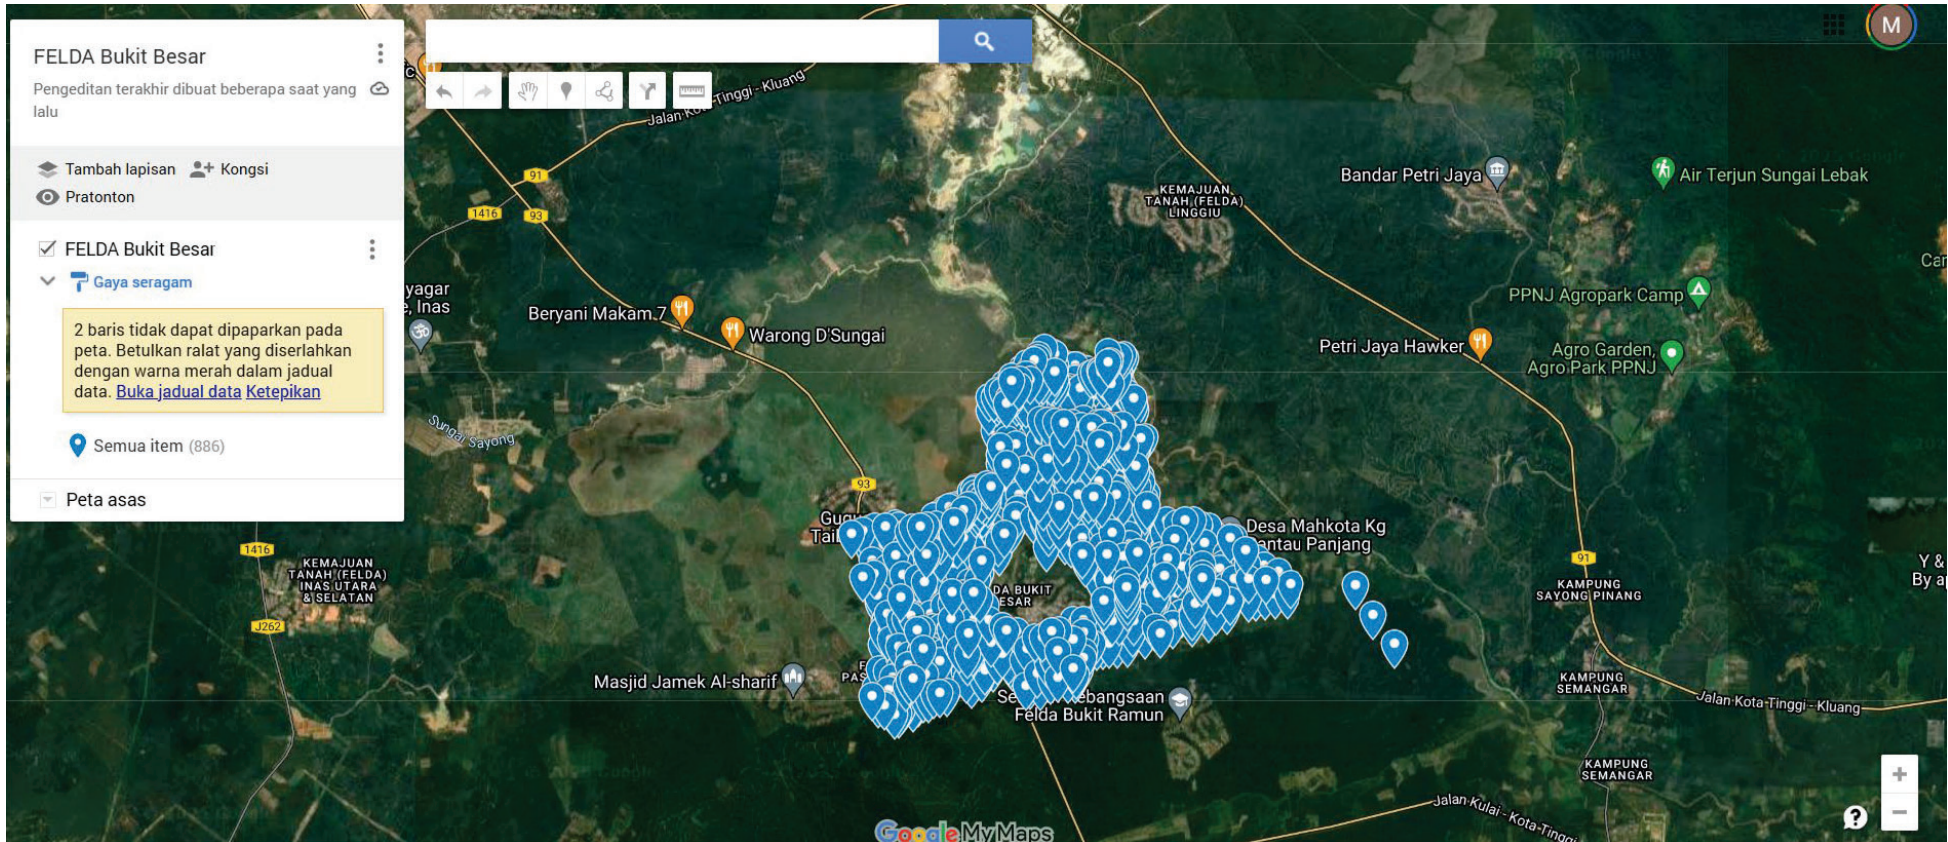 FELDA Bukit Besar
Pengeditan terakhir dibuat beberapa saat yang
lalu
Tambah lapisan
Kongsi
Pratonton
FELDA Bukit Besar
Gaya seragam
2 baris tidak dapat dipaparkan pada
peta. Betulkan ralat yang diserlahkan
dengan warna merah dalam jadual
data. Buka jadual data Ketepikan
Semua item (886)
Peta asas
M
Tinggi - Kluang
Jalan
91
1416
93
KEMAJUAN
TANAH (FELDA)
LINGGIU
Bandar Petri Jaya
Air Terjun Sungai Lebak
yagar
e, Inas
Beryani Makam.7
Warong D'Sungai
PPNJ Agropark Camp
Petri Jaya Hawker
Agro Garden,
Agro Park PPNJ
Sungai Sayong
93
Desa Mahkota Kg
Panjang
1416
KEMAJUAN
TANAH (FELDA)
INAS UTARA
& SELATAN
J262
DA BUKIT
ESAR
91
KAMPUNG
SAYONG PINANG
Y &
By a
Masjid Jamek Al-sharif
PAS
Se
ebangsaan
Felda Bukit Ramun
KAMPUNG
SEMANGAR
Jalan Kota Tinggi - Kluang
KAMPUNG
SEMANGAR
Jalan Kulai - Kota Tinggi
Google My Maps